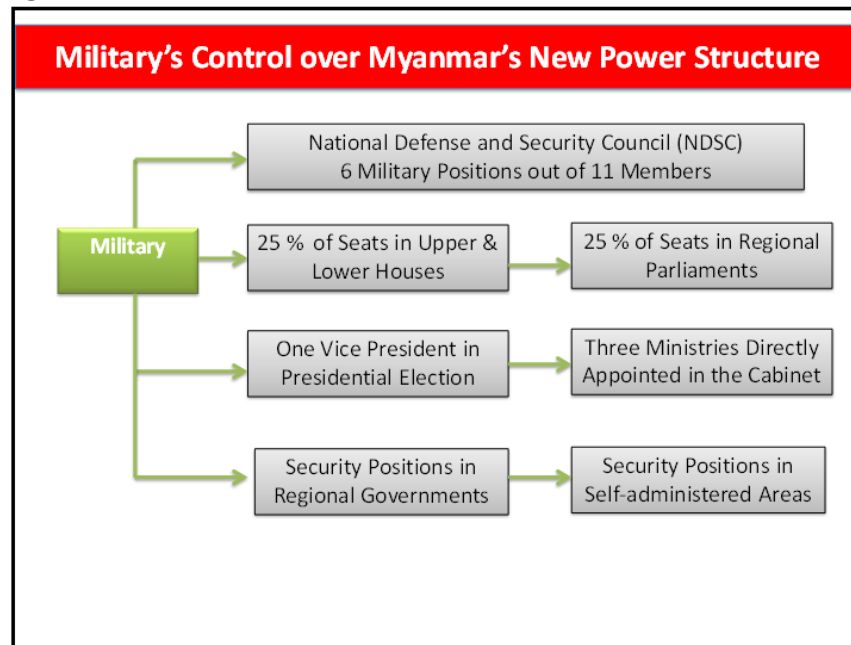 Military’s Control over Myanmar’s New Power Structure
National Defense and Security Council (NDSC)
6 Military Positions out of 11 Members
Military
25 % of Seats in Upper &
Lower Houses
25 % of Seats in Regional
Parliaments
One Vice President in
Presidential Election
Three Ministries Directly
Appointed in the Cabinet
Security Positions in
Regional Governments
Security Positions in
Self-administered Areas